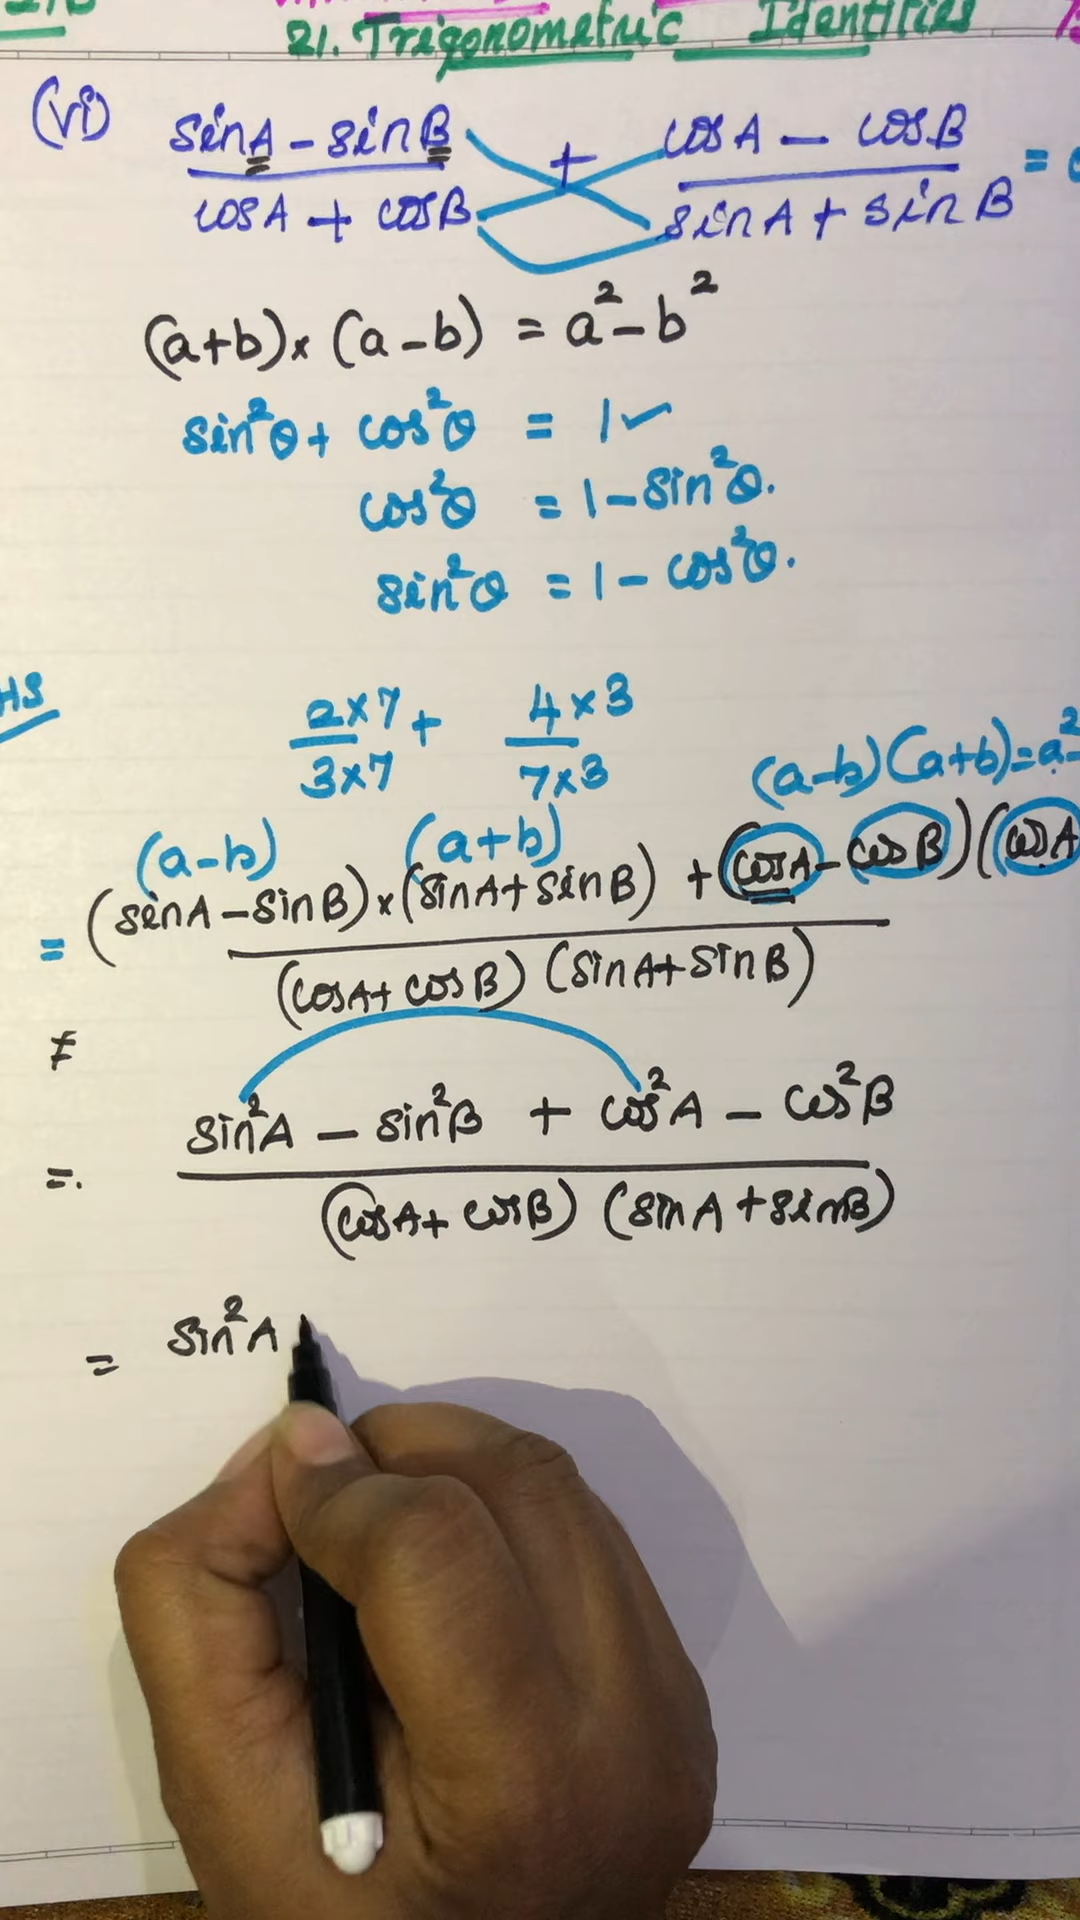 21. Trigonometric Identities
(vi) sinA - sinB / cosA + cosB + cosA - cosB / sinA + sinB =
(a+b)×(a-b) = a² - b²
sin²θ + cos²θ = 1 ✓
cos²θ = 1 - sin²θ.
sin²θ = 1 - cos²θ.
2×7 / 3×7 + 4×3 / 7×3
(a-b)(a+b)=a²-
(a-b) (a+b)
= (sinA - sinB)×(sinA + sinB) + (cosA - cosB)(cosA
(cosA + cosB) (sinA + sinB)
=
=. sin²A - sin²B + cos²A - cos²B
(cosA + cosB) (sinA + sinB)
= sin²A